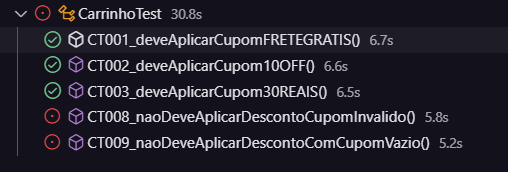 CarrinhoTest 30.8s
CT001_deveAplicarCupomFRETEGRATIS() 6.7s
CT002_deveAplicarCupom10OFF() 6.6s
CT003_deveAplicarCupom30REAIS() 6.5s
CT008_naoDeveAplicarDescontoCupomInvalido() 5.8s
CT009_naoDeveAplicarDescontoComCupomVazio() 5.2s